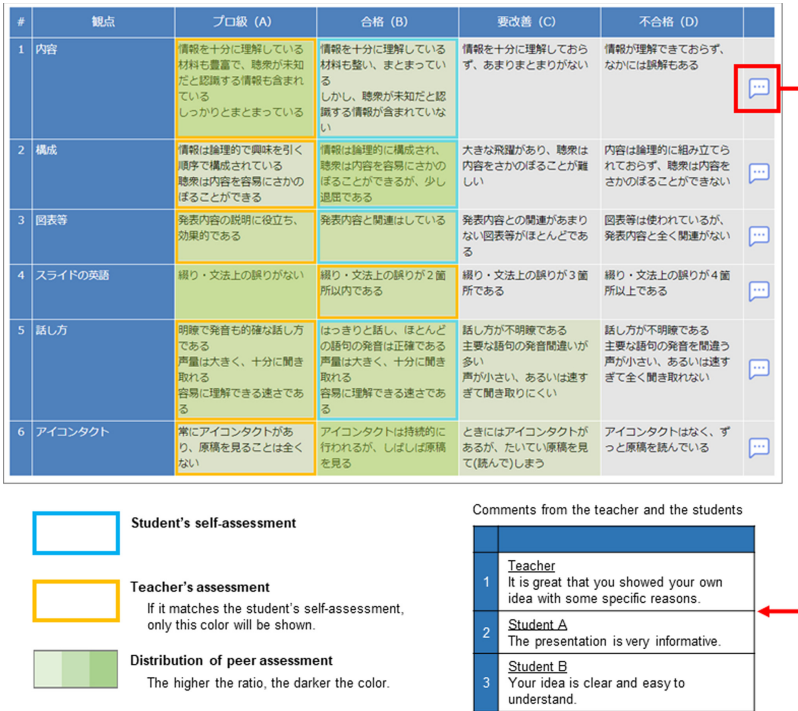 # 観点 プロ級（A） 合格（B） 要改善（C） 不合格（D）
1 内容
情報を十分に理解している
材料も豊富で、聴衆が未知
だと認識する情報も含まれ
ている
しっかりとまとまっている
情報を十分に理解している
材料も整い、まとまってい
る
しかし、聴衆が未知だと認
識する情報が含まれていな
い
情報を十分に理解しておら
ず、あまりまとまりがない
情報が理解できておらず、
なかには誤解もある
2 構成
情報は論理的で興味を引く
順序で構成されている
聴衆は内容を容易にさかの
ぼることができる
情報は論理的に構成され、
聴衆は内容を容易にさかの
ぼることができるが、少し
退屈である
大きな飛躍があり、聴衆は
内容をさかのぼることが難
しい
内容は論理的に組み立てら
れておらず、聴衆は内容を
さかのぼることができない
3 図表等
発表内容の説明に役立ち、
効果的である
発表内容と関連はしている
発表内容との関連があまり
ない図表等がほとんどであ
る
図表等は使われているが、
発表内容と全く関連がない
4 スライドの英語
綴り・文法上の誤りがない
綴り・文法上の誤りが２箇
所以内である
綴り・文法上の誤りが３箇
所である
綴り・文法上の誤りが４箇
所以上である
5 話し方
明瞭で発音も的確な話し方
である
声量は大きく、十分に聞き
取れる
容易に理解できる速さであ
る
はっきりと話し、ほとんど
の語句の発音は正確である
声量は大きく、十分に聞き
取れる
容易に理解できる速さであ
る
話し方が不明瞭である
主要な語句の発音間違いが
多い
声が小さい、あるいは速す
ぎて聞き取りにくい
話し方が不明瞭である
主要な語句の発音を間違う
声が小さい、あるいは速す
ぎて全く聞き取れない
6 アイコンタクト
常にアイコンタクトがあ
り、原稿を見ることは全く
ない
アイコンタクトは持続的に
行われるが、しばしば原稿
を見る
ときにはアイコンタクトが
あるが、たいてい原稿を見
て(読んで)しまう
アイコンタクトはなく、ず
っと原稿を読んでいる
Student's self-assessment
Teacher's assessment
If it matches the student's self-assessment,
only this color will be shown.
Distribution of peer assessment
The higher the ratio, the darker the color.
Comments from the teacher and the students
1
Teacher
It is great that you showed your own
idea with some specific reasons.
2
Student A
The presentation is very informative.
3
Student B
Your idea is clear and easy to
understand.